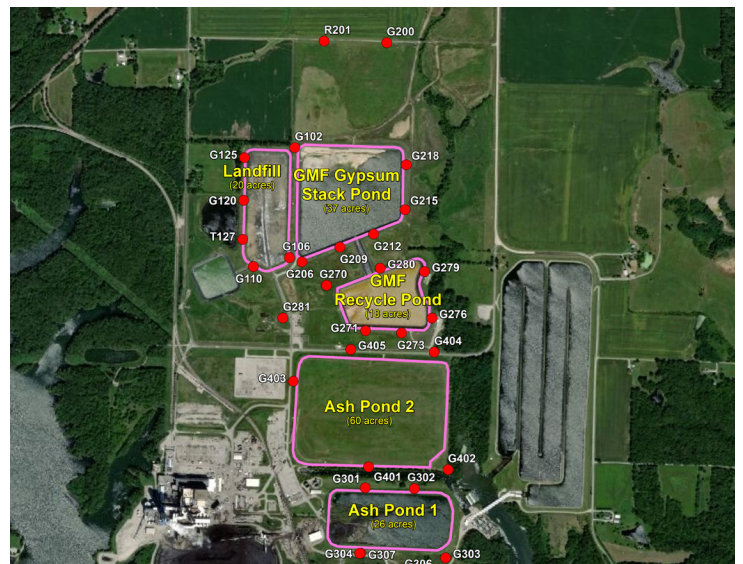 R201
G200
G102
G125
Landfill
(20 acres)
G218
GMF Gypsum
Stack Pond
(37 acres)
G120
G215
T127
G106
G212
G110
G206
G209
G280
G279
G270
GMF
Recycle Pond
G281
G276
G271
G273
G405
G404
G403
Ash Pond 2
(60 acres)
G401
G402
G301
G302
Ash Pond 1
(26 acres)
G304
G307
G303
G306